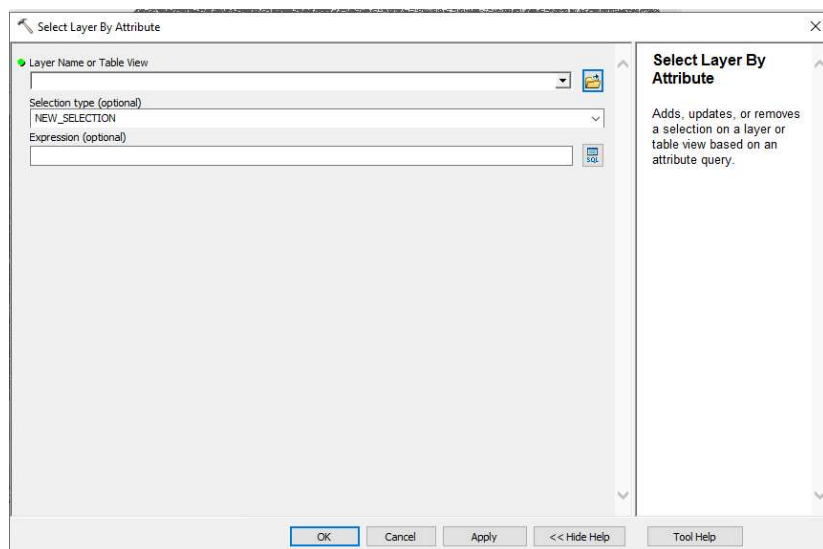 Select Layer By Attribute
Layer Name or Table View
Selection type (optional)
NEW_SELECTION
Expression (optional)
SQL
Select Layer By
Attribute
Adds, updates, or removes
a selection on a layer or
table view based on an
attribute query.
OK
Cancel
Apply
<< Hide Help
Tool Help